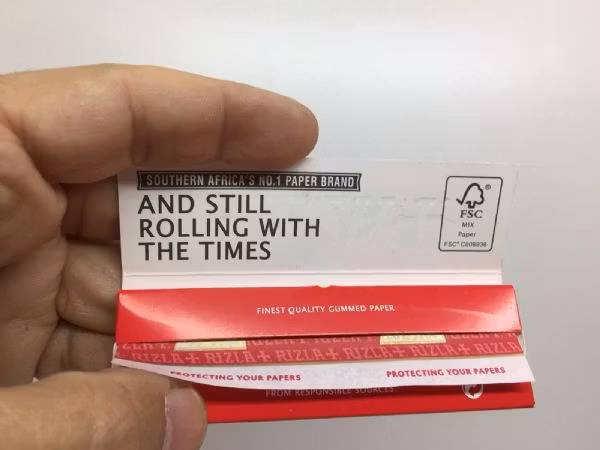 SOUTHERN AFRICA'S NO.1 PAPER BRAND
AND STILL
ROLLING WITH
THE TIMES
FSC®
MIX
Paper
FINEST QUALITY GUMMED PAPER
RIZLA+ RIZLA+ RIZLA+ RIZLA+ RIZLA+
PROTECTING YOUR PAPERS PROTECTING YOUR PAPERS
FROM RESPONSIBLE SOURCES